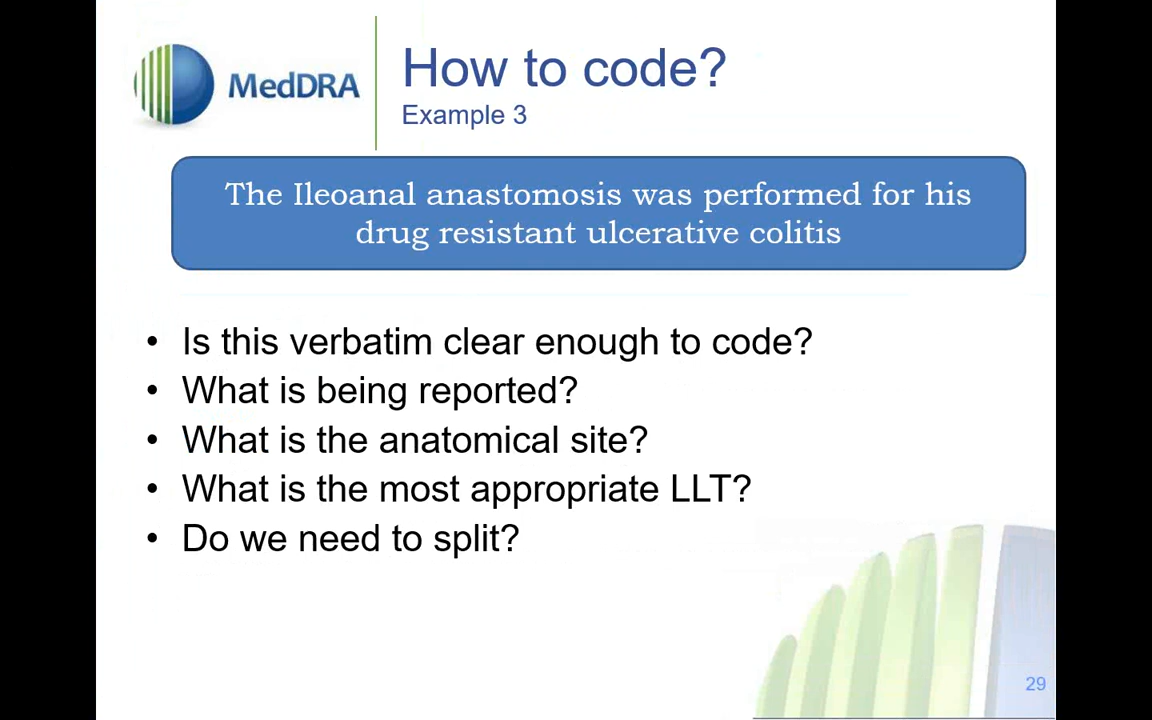 MedDRA
How to code?
Example 3
The Ileoanal anastomosis was performed for his
drug resistant ulcerative colitis
• Is this verbatim clear enough to code?
• What is being reported?
• What is the anatomical site?
• What is the most appropriate LLT?
• Do we need to split?
29